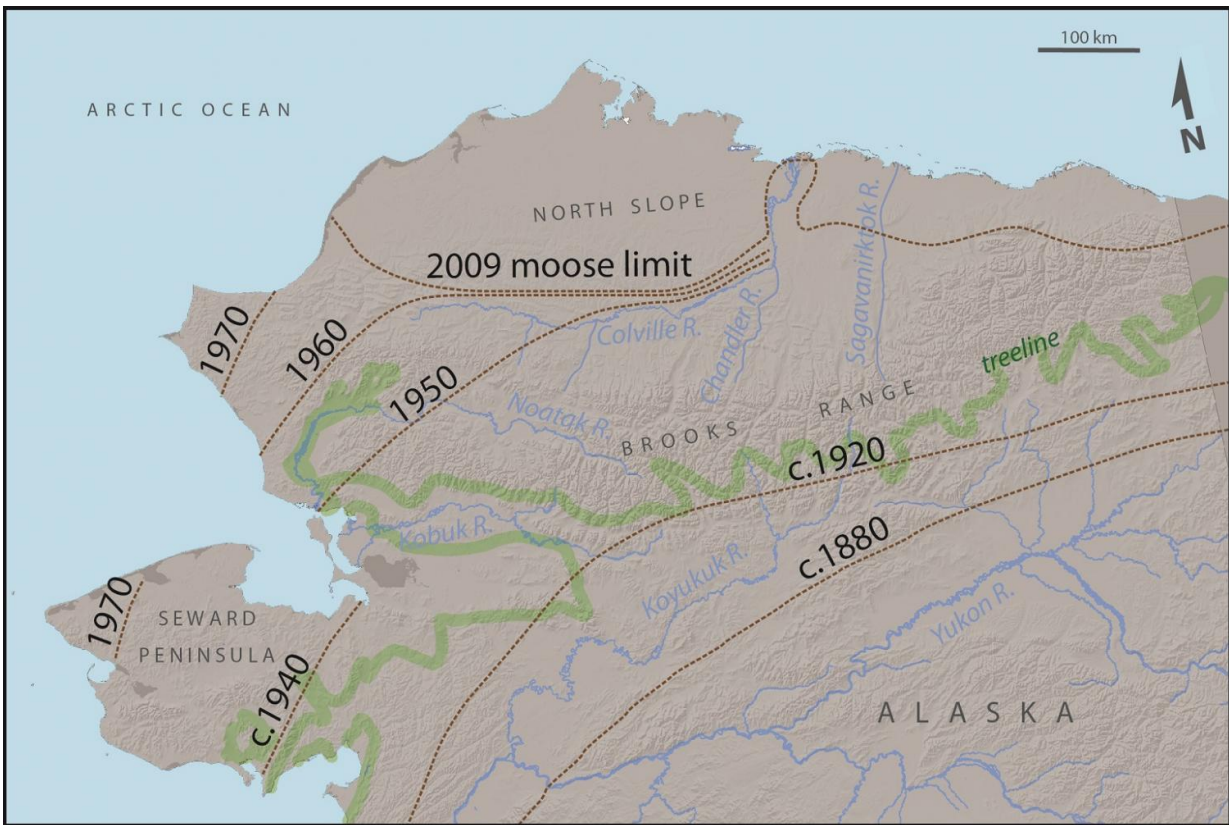 100 km
ARCTIC OCEAN
N
NORTH SLOPE
2009 moose limit
Sagavanirktok R.
1970
1960
Colville R.
Chandler R.
treeline
1950
Noatak R.
BROOKS RANGE
c.1920
Kobuk R.
c.1880
Koyukuk R.
1970
SEWARD
PENINSULA
Yukon R.
c.1940
ALASKA